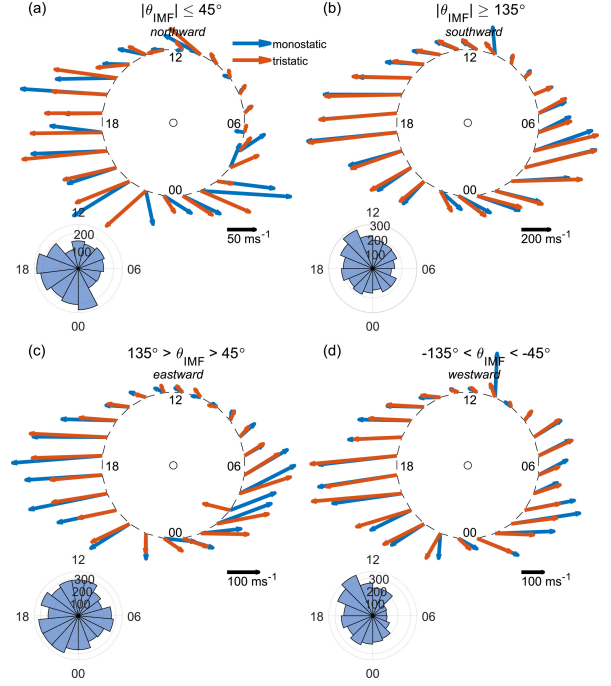 (a) |θIMF| ≤ 45°
northward
12
18 06
00
monostatic
tristatic
50 ms-1
12
200
100
18 06
00
(b) |θIMF| ≥ 135°
southward
12
18 06
00
200 ms-1
12
300
200
100
18 06
00
(c) 135° > θIMF > 45°
eastward
12
18 06
00
100 ms-1
12
300
200
100
18 06
00
(d) -135° < θIMF < -45°
westward
12
18 06
00
100 ms-1
12
300
200
100
18 06
00